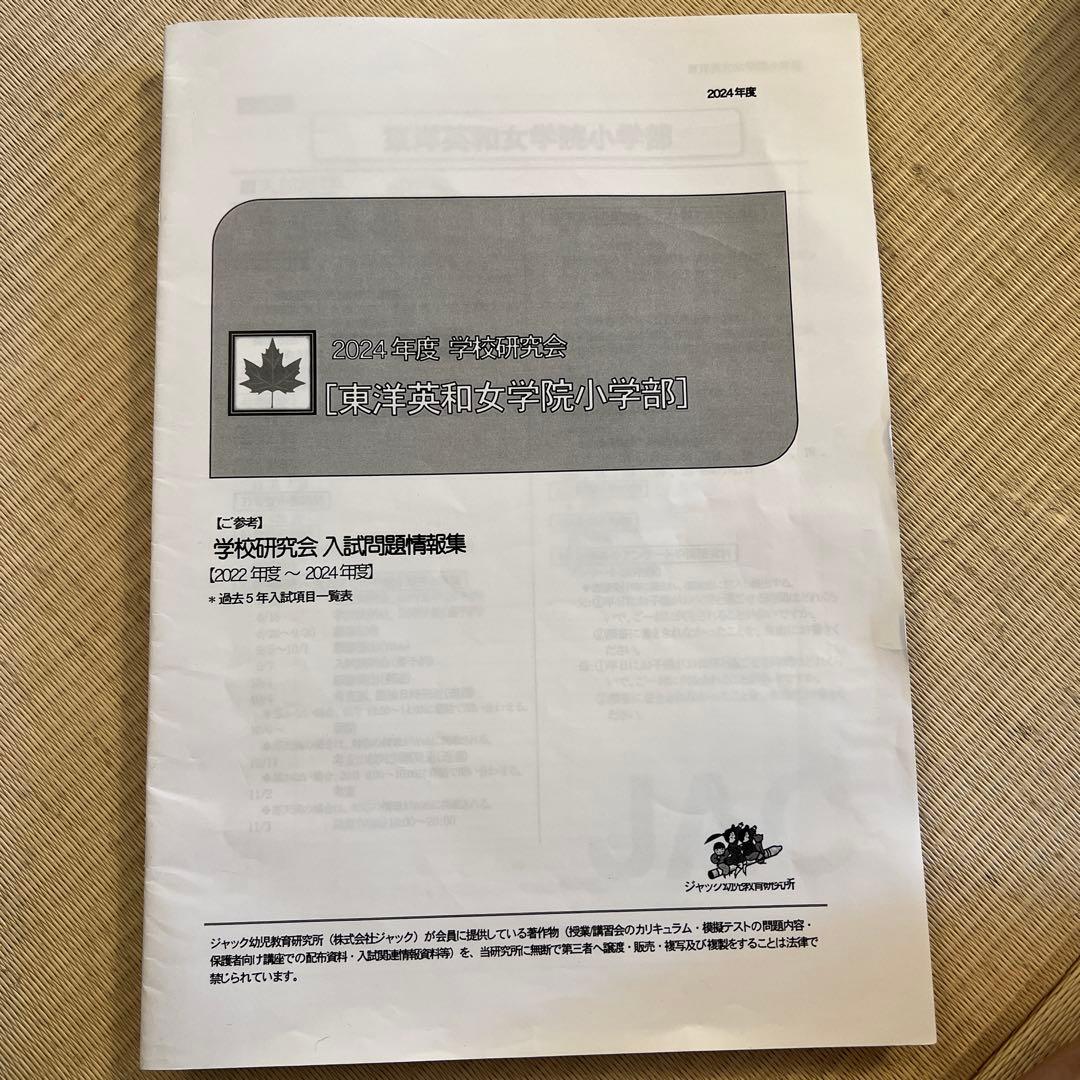 2024年度
2024年度 学校研究会
[東洋英和女学院小学部]
【ご参考】
学校研究会 入試問題情報集
【2022年度 ～ 2024年度】
＊過去5年入試項目一覧表
ジャック幼児教育研究所
ジャック幼児教育研究所（株式会社ジャック）が会員に提供している著作物（授業/講習会のカリキュラム・模擬テストの問題内容・
保護者向け講座での配布資料・入試関連情報資料等）を、当研究所に無断で第三者へ譲渡・販売・複写及び複製をすることは法律で
禁じられています。